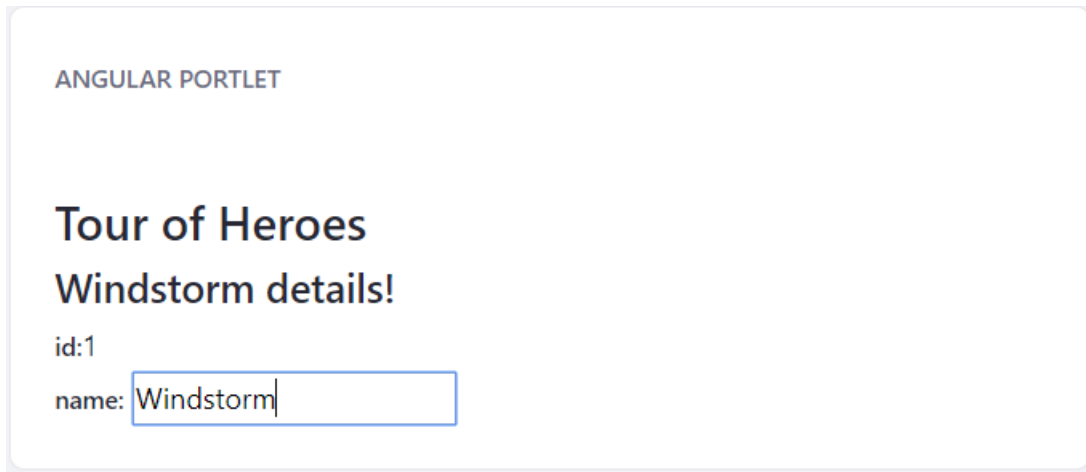 ANGULAR PORTLET
Tour of Heroes
Windstorm details!
id:1
name: Windstorm